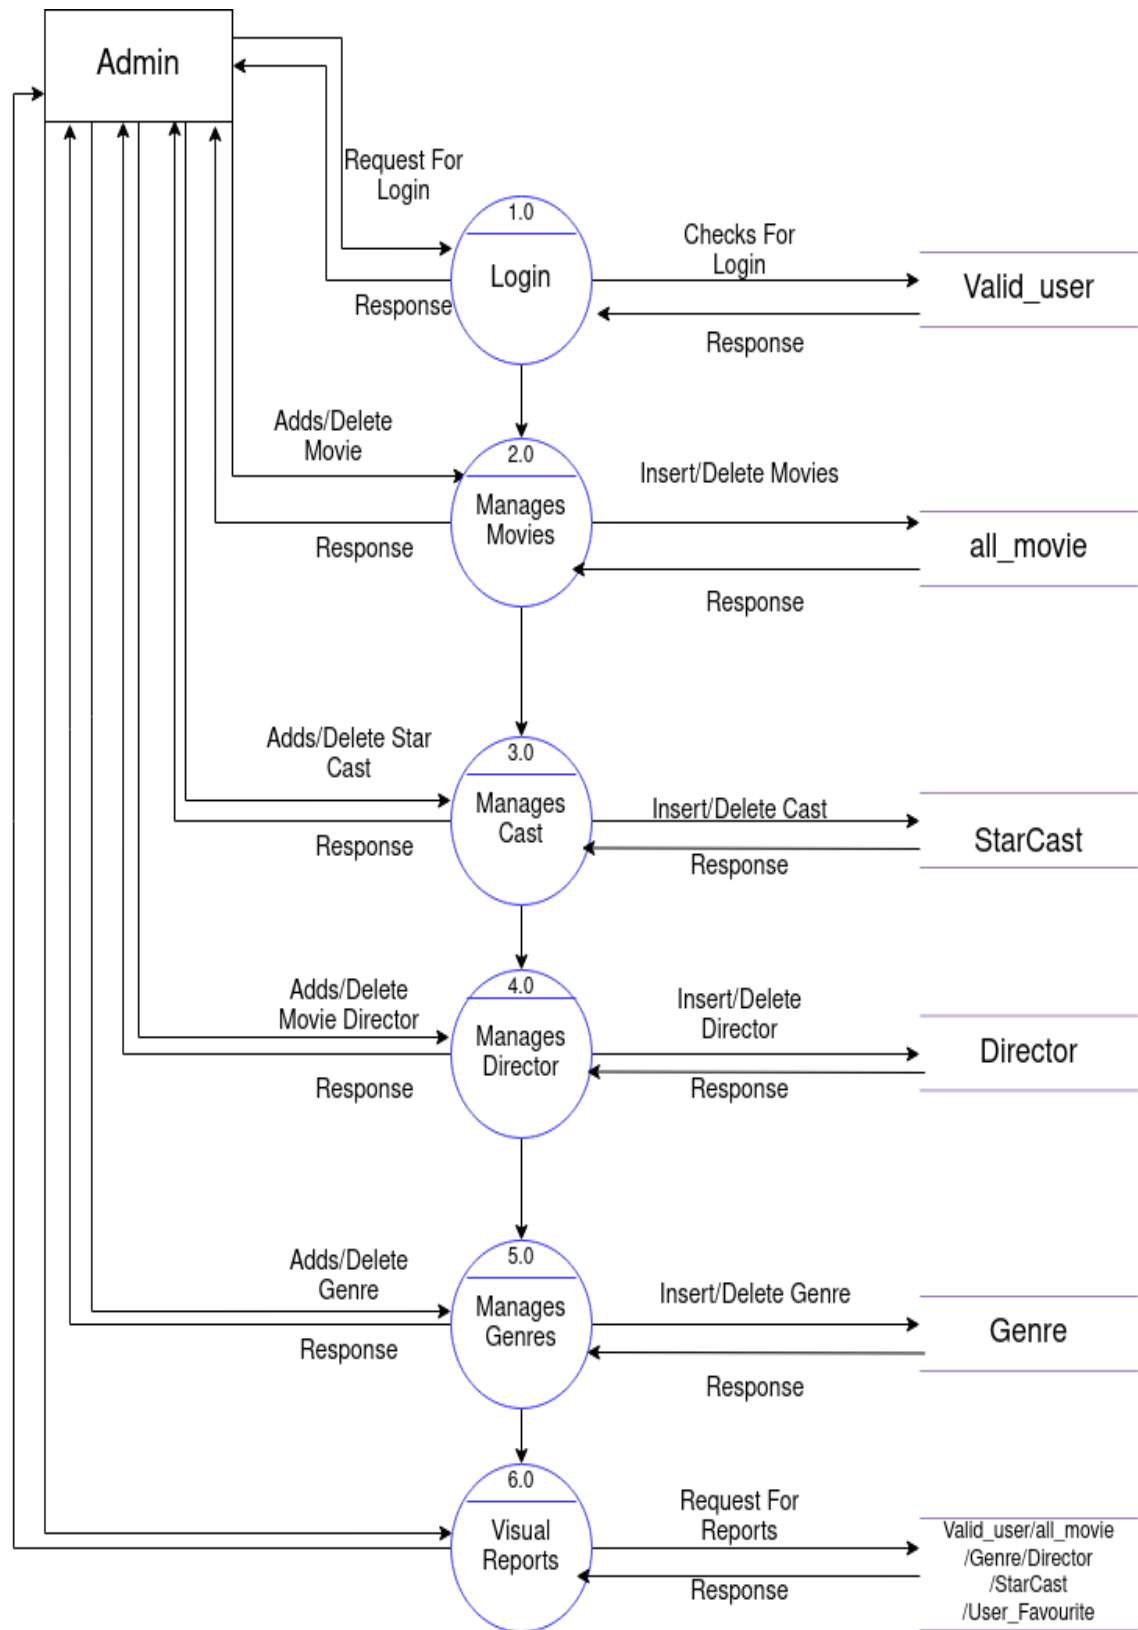 Admin
Request For
Login
1.0
Login
Checks For
Login
Valid_user
Response
Response
Adds/Delete
Movie
2.0
Manages
Movies
Insert/Delete Movies
all_movie
Response
Response
Adds/Delete Star
Cast
3.0
Manages
Cast
Insert/Delete Cast
StarCast
Response
Response
Adds/Delete
Movie Director
4.0
Manages
Director
Insert/Delete
Director
Director
Response
Response
Adds/Delete
Genre
5.0
Manages
Genres
Insert/Delete Genre
Genre
Response
Response
6.0
Visual
Reports
Request For
Reports
Response
Valid_user/all_movie
/Genre/Director
/StarCast
/User_Favourite